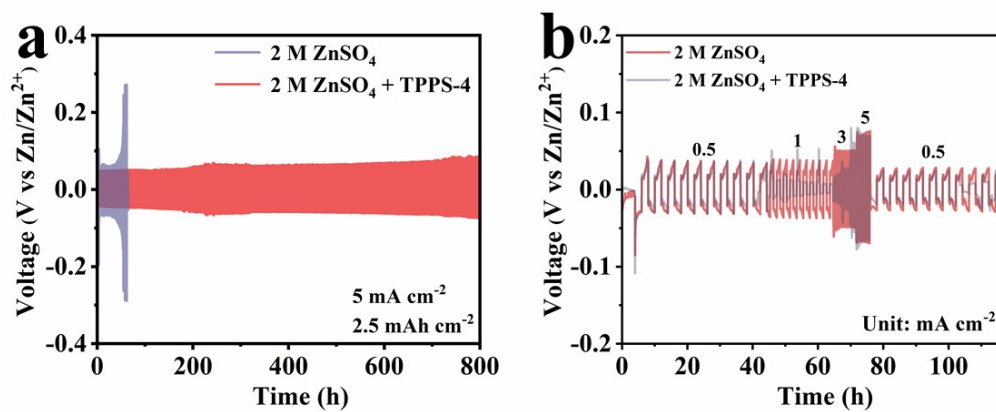 a
0.4
0.2
0.0
-0.2
-0.4
Voltage (V vs Zn/Zn²⁺)
2 M ZnSO₄
2 M ZnSO₄ + TPPS-4
5 mA cm⁻²
2.5 mAh cm⁻²
0 200 400 600 800
Time (h)
b
0.2
0.1
0.0
-0.1
-0.2
Voltage (V vs Zn/Zn²⁺)
2 M ZnSO₄
2 M ZnSO₄ + TPPS-4
0.5 1 3 5 0.5
Unit: mA cm⁻²
0 20 40 60 80 100
Time (h)